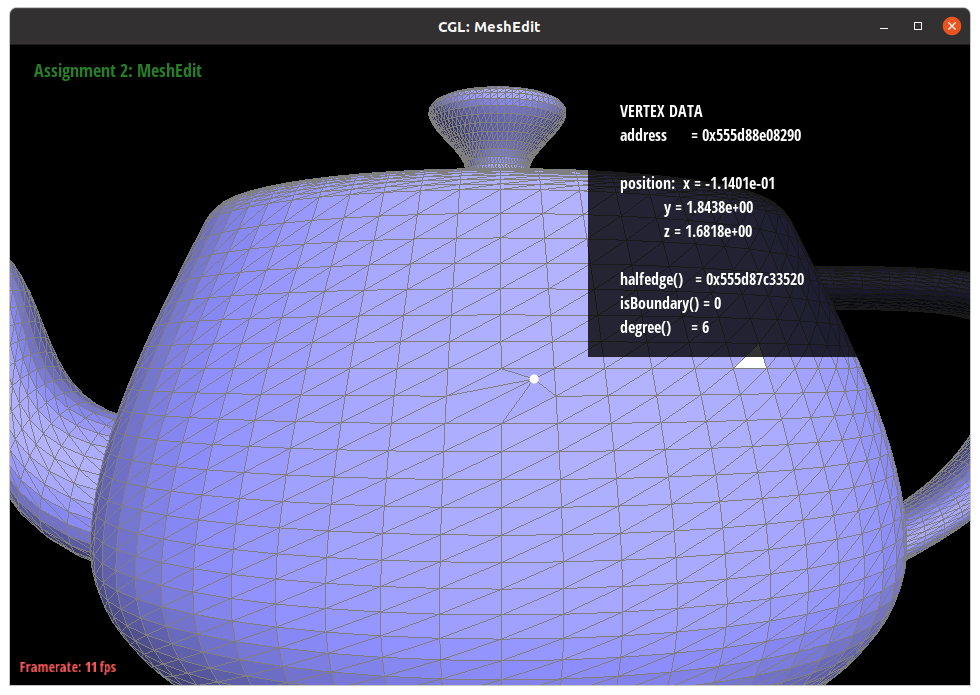 CGL: MeshEdit
Assignment 2: MeshEdit
VERTEX DATA
address = 0x555d88e08290
position: x = -1.1401e-01
y = 1.8438e+00
z = 1.6818e+00
halfedge() = 0x555d87c33520
isBoundary() = 0
degree() = 6
Framerate: 11 fps